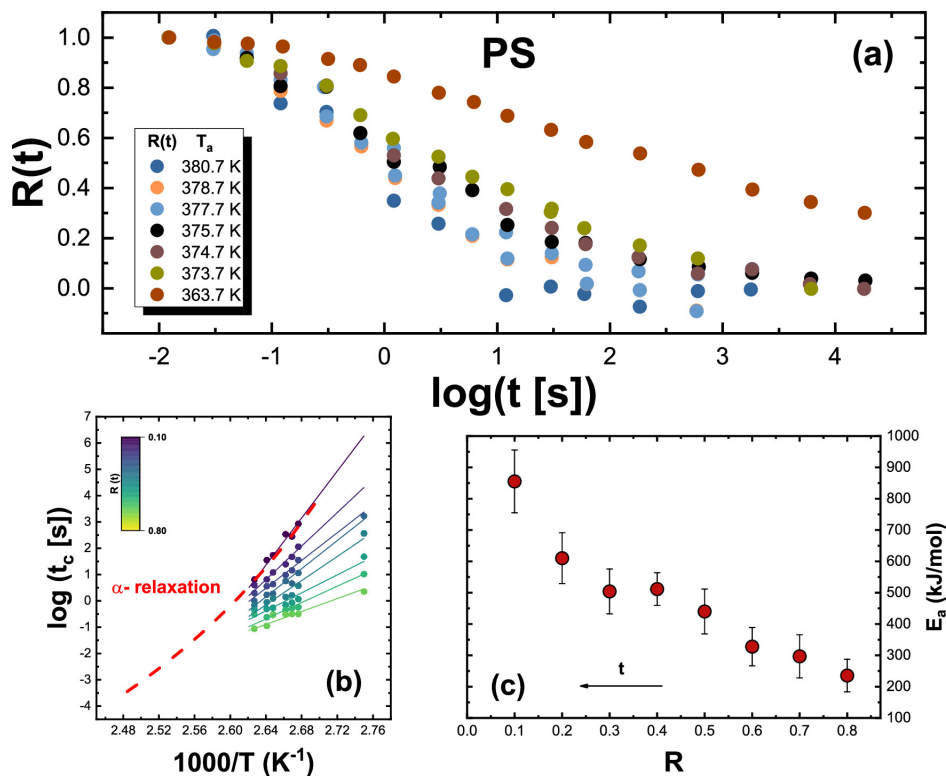 PS
(a)
R(t)
1.0
0.8
0.6
0.4
0.2
0.0
R(t) Tₐ
380.7 K
378.7 K
377.7 K
375.7 K
374.7 K
373.7 K
363.7 K
-2 -1 0 1 2 3 4
log(t [s])
log (t_c [s])
7
6
5
4
3
2
1
0
-1
-2
-3
-4
R (t)
0.10
0.80
α- relaxation
(b)
2.48 2.52 2.56 2.60 2.64 2.68 2.72 2.76
1000/T (K⁻¹)
1000
900
800
700
600
500
400
300
200
100
Eₐ (kJ/mol)
t
(c)
0.0 0.1 0.2 0.3 0.4 0.5 0.6 0.7 0.8
R